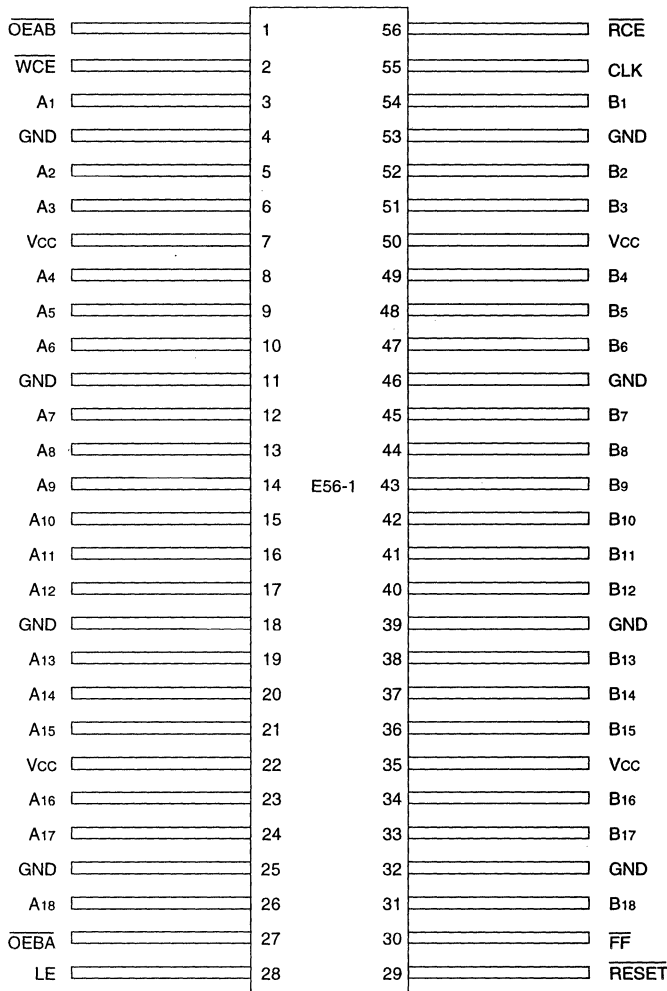 OEAB 1 56 RCE
WCE 2 55 CLK
A1 3 54 B1
GND 4 53 GND
A2 5 52 B2
A3 6 51 B3
VCC 7 50 VCC
A4 8 49 B4
A5 9 48 B5
A6 10 47 B6
GND 11 46 GND
A7 12 45 B7
A8 13 44 B8
A9 14 E56-1 43 B9
A10 15 42 B10
A11 16 41 B11
A12 17 40 B12
GND 18 39 GND
A13 19 38 B13
A14 20 37 B14
A15 21 36 B15
VCC 22 35 VCC
A16 23 34 B16
A17 24 33 B17
GND 25 32 GND
A18 26 31 B18
OEBA 27 30 FF
LE 28 29 RESET